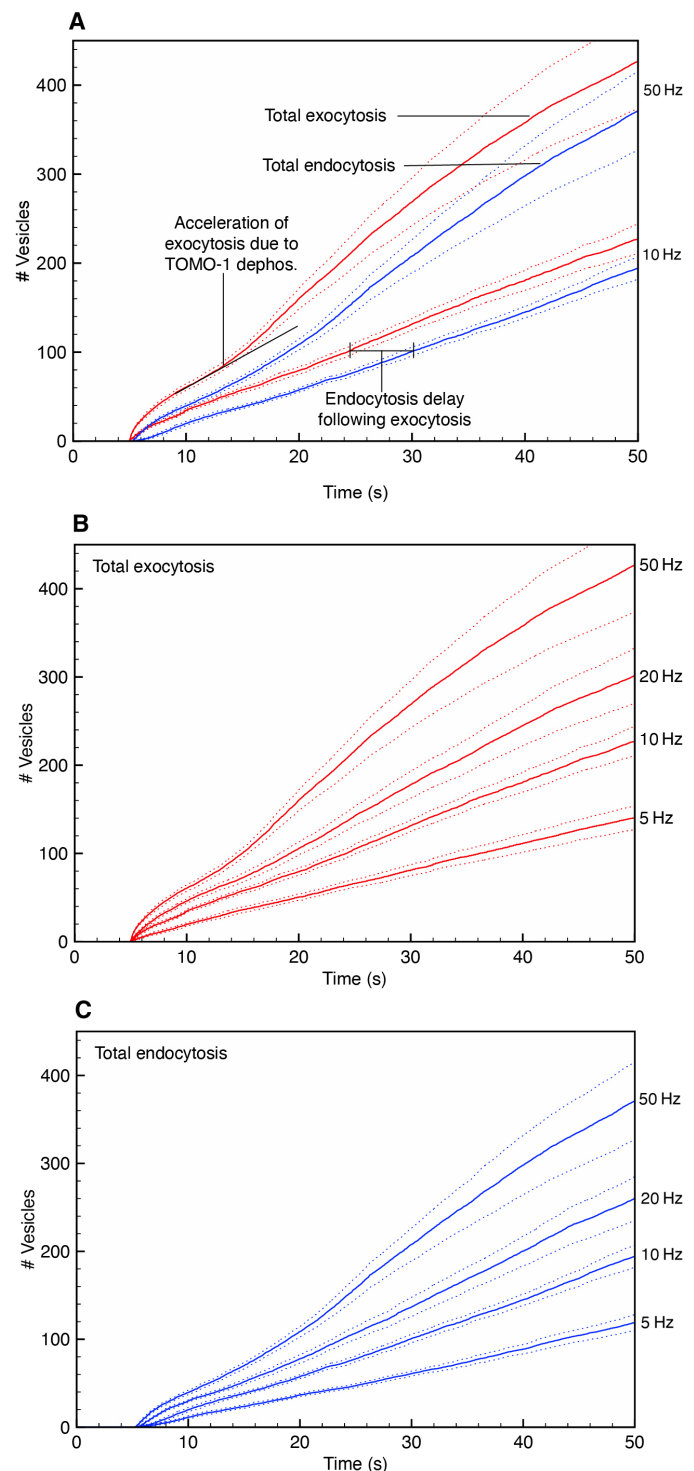 A
400
300
200
100
0
# Vesicles
Total exocytosis
Total endocytosis
Acceleration of
exocytosis due to
TOMO-1 dephos.
Endocytosis delay
following exocytosis
50 Hz
10 Hz
0
10
20
30
40
50
Time (s)
B
Total exocytosis
400
300
200
100
0
# Vesicles
50 Hz
20 Hz
10 Hz
5 Hz
0
10
20
30
40
50
Time (s)
C
Total endocytosis
400
300
200
100
0
# Vesicles
50 Hz
20 Hz
10 Hz
5 Hz
0
10
20
30
40
50
Time (s)